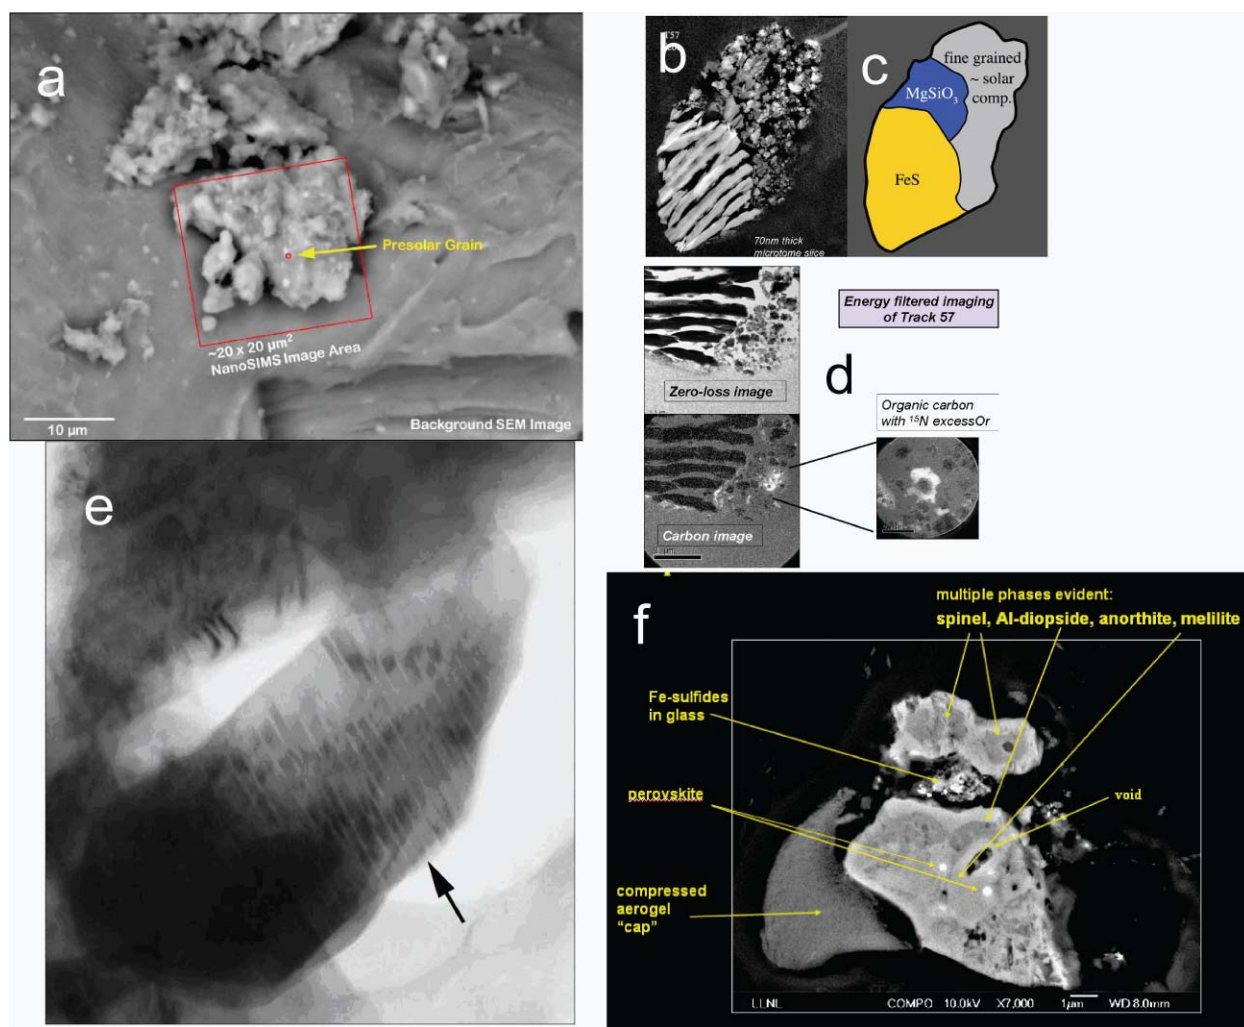 a
Presolar Grain
~20 x 20 µm²
NanoSIMS Image Area
10 µm
Background SEM Image
b
70nm thick
microtome slice
c
fine grained
~ solar
comp.
MgSiO₃
FeS
Energy filtered imaging
of Track 57
Zero-loss image
Carbon image
d
Organic carbon
with ¹⁵N excessOr
e
f
multiple phases evident:
spinel, Al-diopside, anorthite, melilite
Fe-sulfides
in glass
perovskite
void
compressed
aerogel
"cap"
LLNL COMPO 10.0kV X7,000 1µm WD 8.0mm